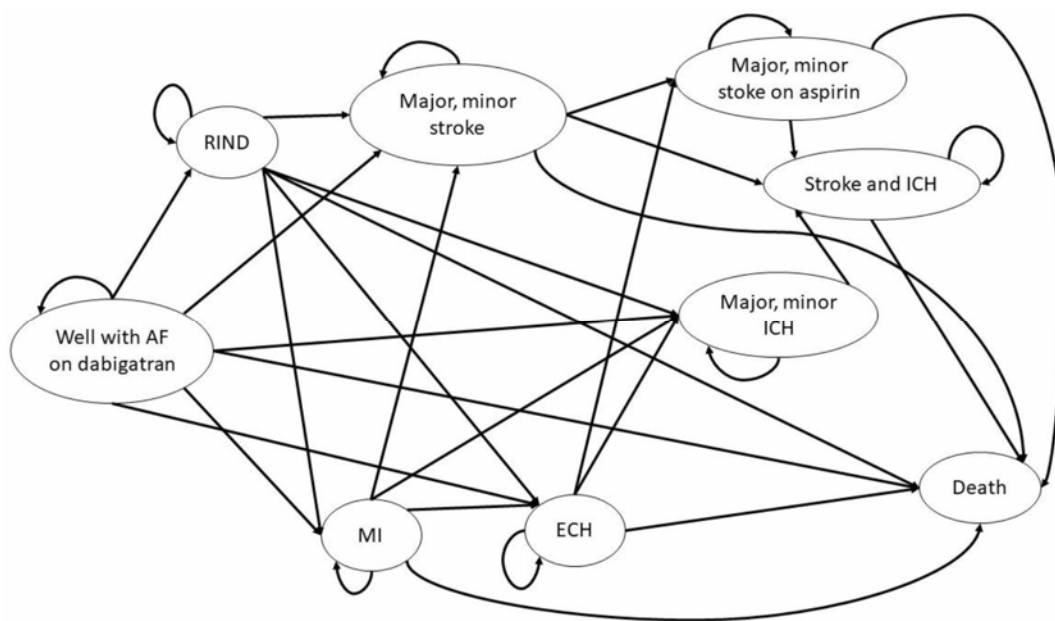 Major, minor
stoke on aspirin
Major, minor
stroke
RIND
Stroke and ICH
Major, minor
ICH
Well with AF
on dabigatran
Death
MI
ECH